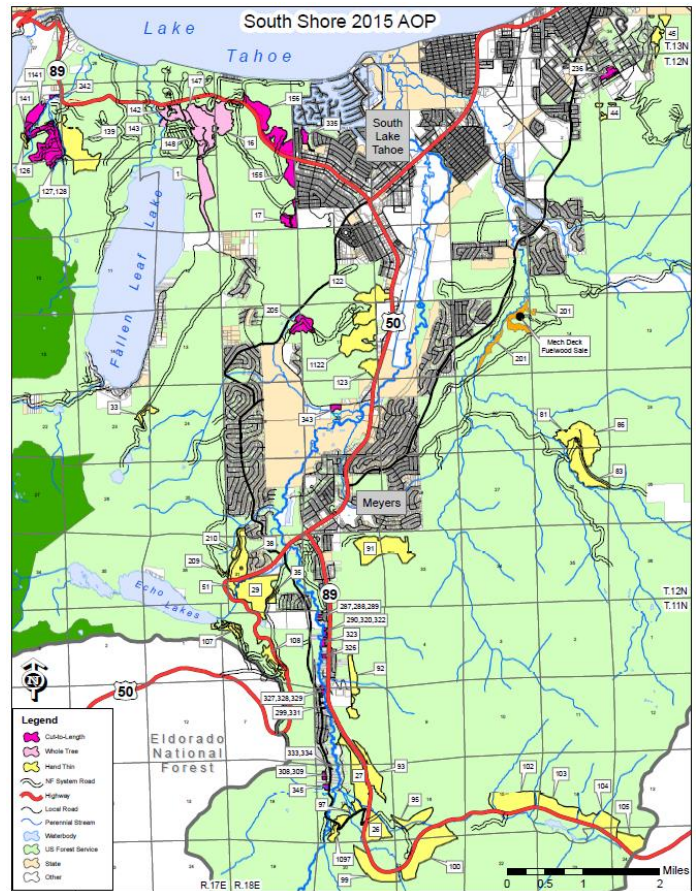 South Shore 2015 AOP
Lake
Tahoe
89
1141
242
147
141
142
143
139
148
156
16
335
South
Lake
Tahoe
236
45
T.13N
T.12N
44
126
127,128
1
155
17
Fallen Leaf Lake
122
205
50
201
Mech Deck
Fuelwood Sale
201
1122
123
33
343
81
86
83
Meyers
210
38
209
91
51
29
35
Echo
Lakes
89
T.12N
T.11N
287,288,289
290,320,322
323
326
107
108
92
50
327,328,329
299,331
Eldorado
National
Forest
333,334
308,309
345
93
27
97
95
26
102
103
104
105
1097
99
100
Legend
Cut-to-Length
Whole Tree
Hand Thin
NF System Road
Highway
Local Road
Perennial Stream
Waterbody
US Forest Service
State
Other
N
R.17E
R.18E
0
0.5
1
2
Miles